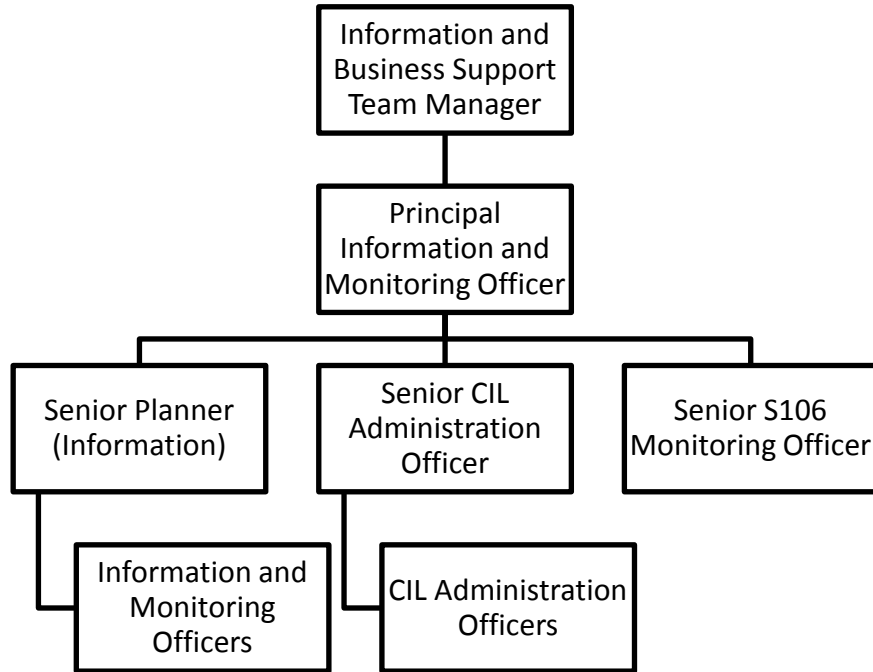 Information and
Business Support
Team Manager
Principal
Information and
Monitoring Officer
Senior Planner
(Information)
Senior CIL
Administration
Officer
Senior S106
Monitoring Officer
Information and
Monitoring
Officers
CIL Administration
Officers